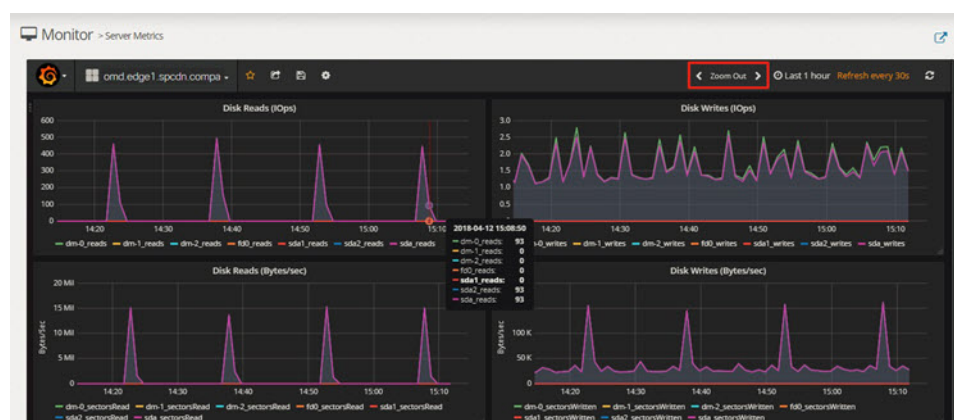 Monitor > Server Metrics
omd.edge1.spcdn.compa
Zoom Out
Last 1 hour Refresh every 30s
Disk Reads (IOps)
600
500
400
300
200
100
0
14:20 14:30 14:40 14:50 15:00 15:10
dm-0_reads dm-1_reads dm-2_reads fd0_reads sda1_reads sda2_reads sda_reads
Disk Writes (IOps)
3.0
2.5
2.0
1.5
1.0
0.5
14:20 14:30 14:40 14:50 15:00 15:10
-0_writes dm-1_writes dm-2_writes fd0_writes sda1_writes sda2_writes sda_writes
2018-04-12 15:08:50
dm-0_reads: 93
dm-1_reads: 0
dm-2_reads: 0
fd0_reads: 0
sda1_reads: 0
sda2_reads: 93
sda_reads: 93
Disk Reads (Bytes/sec)
Bytes/sec
20 Mil
15 Mil
10 Mil
5 Mil
0
14:20 14:30 14:40 14:50 15:00 15:10
dm-0_sectorsRead dm-1_sectorsRead dm-2_sectorsRead fd0_sectorsRead sda1_sectorsRead
sda2_sectorsRead sda_sectorsRead
Disk Writes (Bytes/sec)
Bytes/sec
100 K
50 K
0
14:20 14:30 14:40 14:50 15:00 15:10
dm-0_sectorsWritten dm-1_sectorsWritten dm-2_sectorsWritten fd0_sectorsWritten
sda1_sectorsWritten sda2_sectorsWritten sda_sectorsWritten